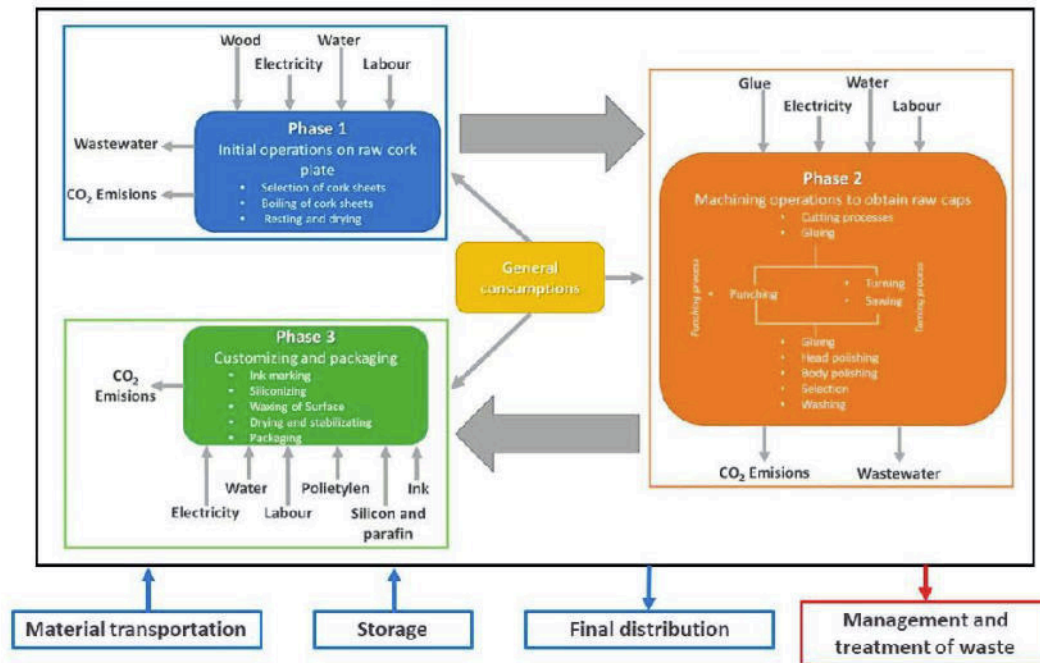 Wood
Water
Electricity
Labour
Phase 1
Initial operations on raw cork
plate
• Selection of cork sheets
• Boiling of cork sheets
• Resting and drying
Wastewater
CO₂ Emisions
Glue
Water
Electricity
Labour
Phase 2
Machining operations to obtain raw caps
• Cutting processes
• Gluing
Punching process
• Punching
• Turning
• Sewing
Turning process
• Gluing
• Head polishing
• Body polishing
• Selection
• Washing
CO₂ Emisions
Wastewater
General
consumptions
Phase 3
Customizing and packaging
• Ink marking
• Siliconizing
• Waxing of Surface
• Drying and stabilizating
• Packaging
CO₂
Emisions
Electricity
Water
Labour
Polietylen
Silicon and
parafin
Ink
Material transportation
Storage
Final distribution
Management and
treatment of waste